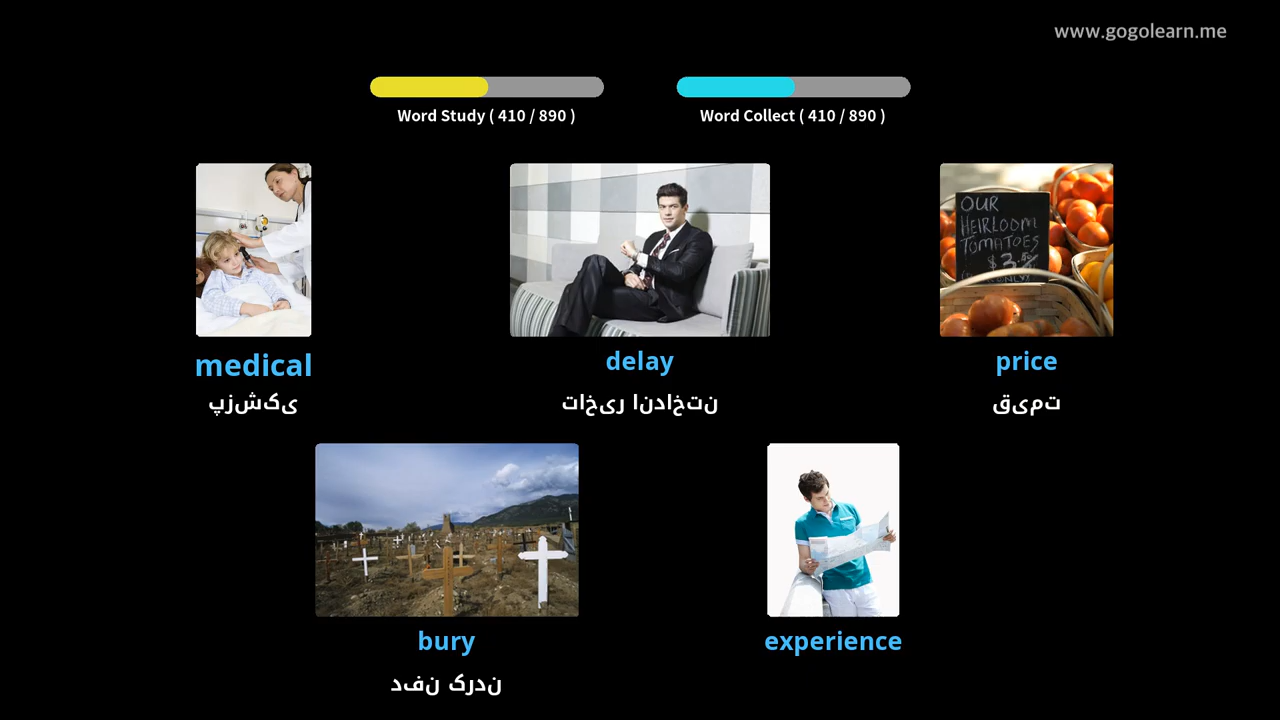 www.gogolearn.me
Word Study ( 410 / 890 )
Word Collect ( 410 / 890 )
OUR
HEIRLOOM
TOMATOES
medical
delay
price
پزشکی
تاخیر انداختن
قیمت
bury
experience
دفن کردن